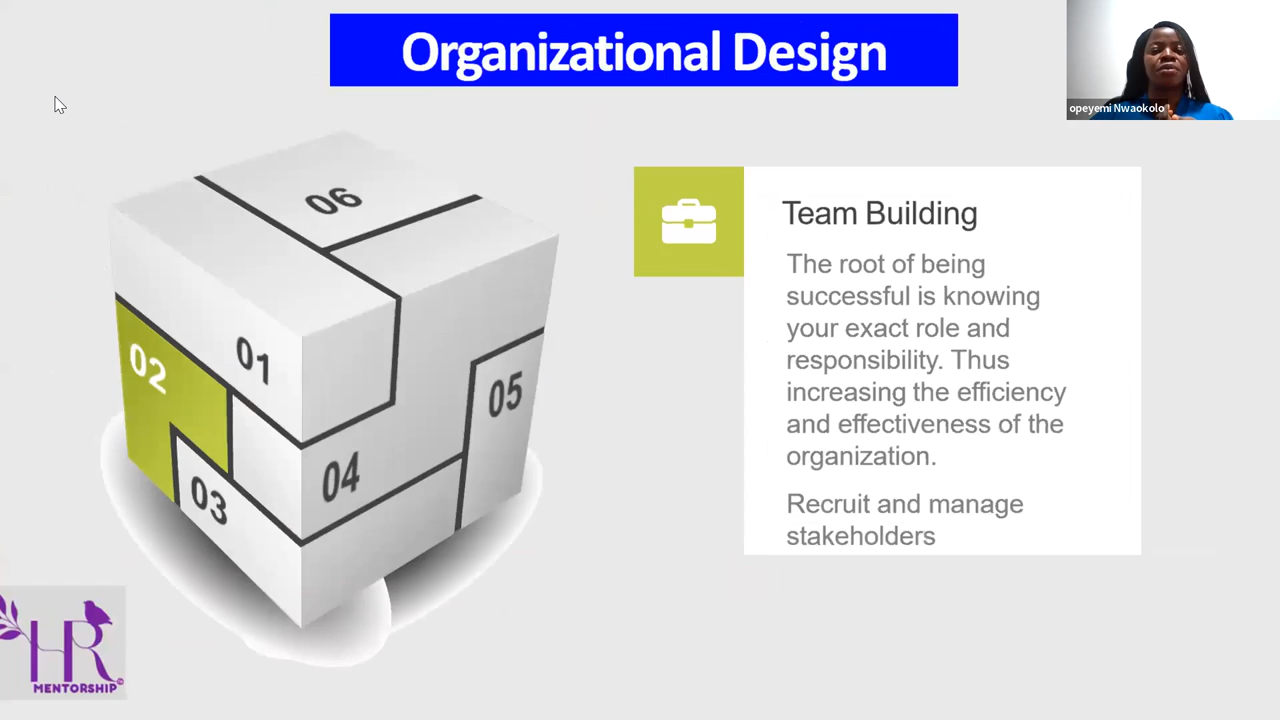 Organizational Design
opeyemi Nwaokolo
06
01
02
05
04
03
Team Building
The root of being
successful is knowing
your exact role and
responsibility. Thus
increasing the efficiency
and effectiveness of the
organization.
Recruit and manage
stakeholders
HR
MENTORSHIP